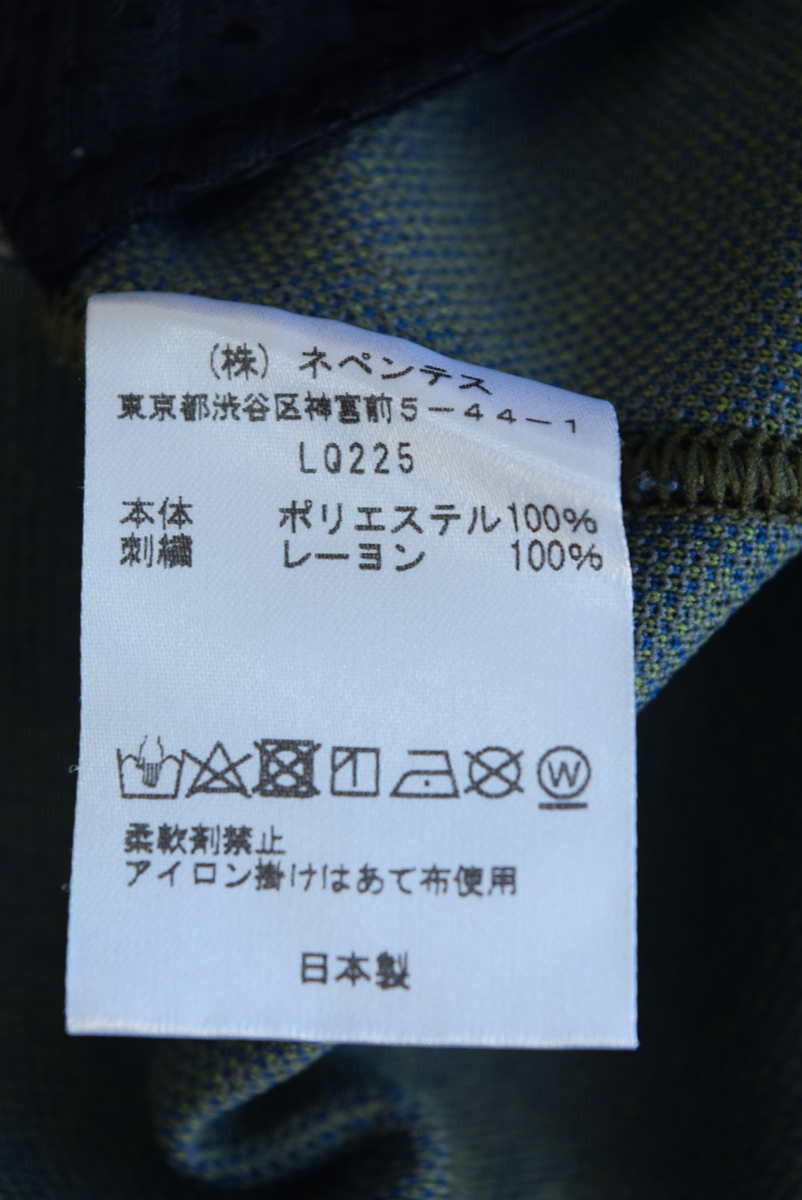 (株) ネペンテス
東京都渋谷区神宮前5-44-1
LQ225
本体 ポリエステル100%
刺繍 レーヨン 100%
W
柔軟剤禁止
アイロン掛けはあて布使用
日本製